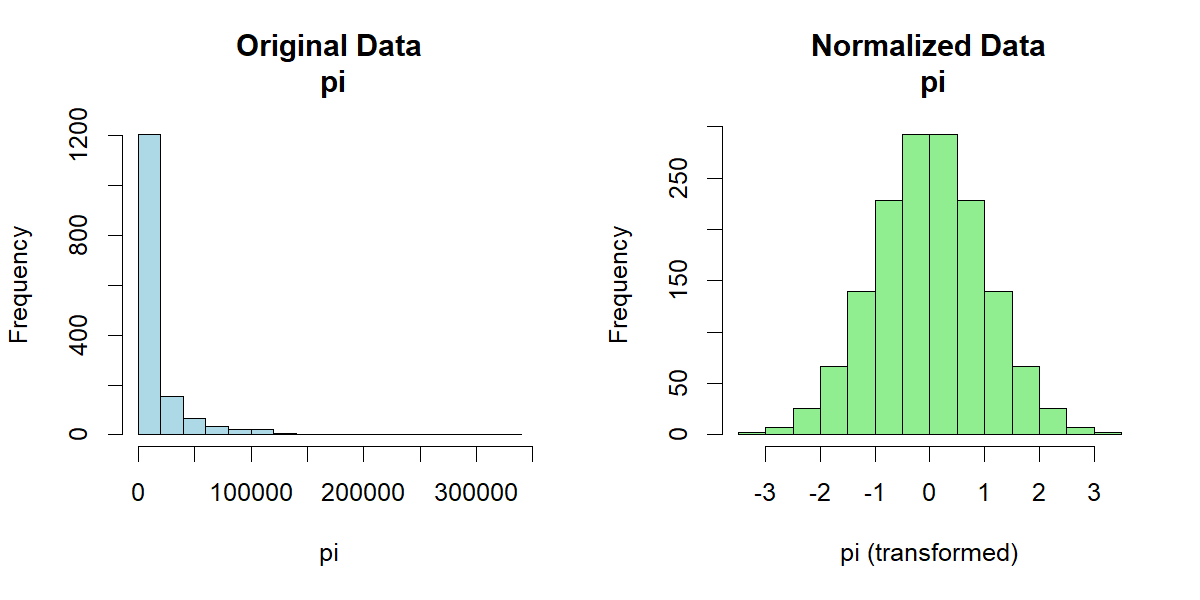 Original Data
pi
Frequency
0
400
800
1200
0
100000
200000
300000
pi
Normalized Data
pi
Frequency
0
50
150
250
-3
-2
-1
0
1
2
3
pi (transformed)